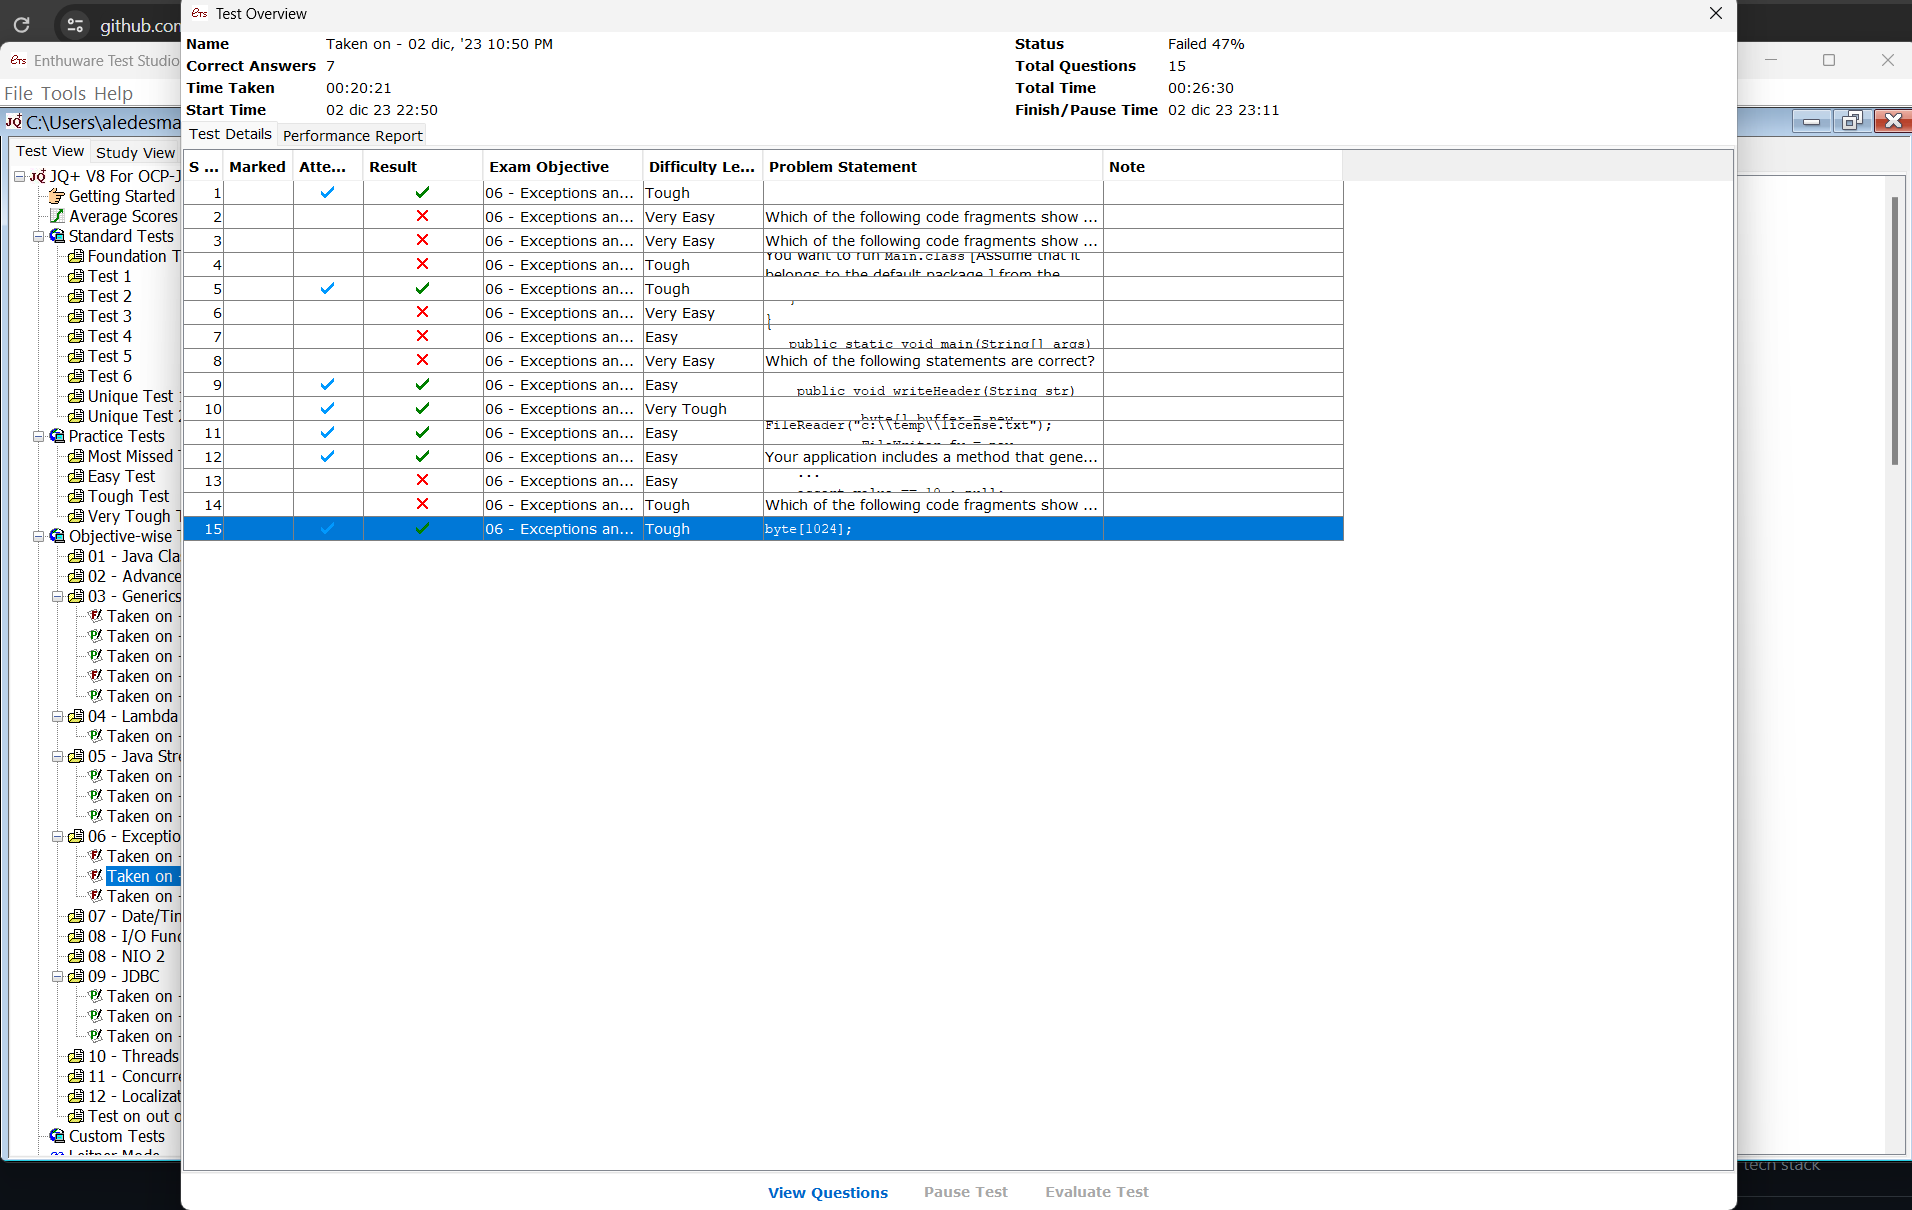 github.com
ETS Test Overview
ETS Enthuware Test Studio
File Tools Help
JQ+ C:\Users\aledesma
Test View Study View
JQ+ V8 For OCP-J
Getting Started
Average Scores
Standard Tests
Foundation T
Test 1
Test 2
Test 3
Test 4
Test 5
Test 6
Unique Test
Unique Test
Practice Tests
Most Missed
Easy Test
Tough Test
Very Tough T
Objective-wise
01 - Java Cla
02 - Advance
03 - Generics
Taken on -
Taken on -
Taken on -
Taken on -
Taken on -
04 - Lambda
Taken on -
05 - Java Stre
Taken on -
Taken on -
Taken on -
06 - Exceptio
Taken on -
Taken on -
Taken on -
07 - Date/Tim
08 - I/O Fund
08 - NIO 2
09 - JDBC
Taken on -
Taken on -
Taken on -
10 - Threads
11 - Concurre
12 - Localizat
Test on out o
Custom Tests
Leitner Mode
Name Taken on - 02 dic, '23 10:50 PM Status Failed 47%
Correct Answers 7 Total Questions 15
Time Taken 00:20:21 Total Time 00:26:30
Start Time 02 dic 23 22:50 Finish/Pause Time 02 dic 23 23:11
Test Details Performance Report
S ... Marked Atte... Result Exam Objective Difficulty Le... Problem Statement Note
1 06 - Exceptions an... Tough
2 06 - Exceptions an... Very Easy Which of the following code fragments show ...
3 06 - Exceptions an... Very Easy Which of the following code fragments show ...
4 06 - Exceptions an... Tough You want to run Main.class [Assume that it
belongs to the default package.] from the
5 06 - Exceptions an... Tough
6 06 - Exceptions an... Very Easy }
7 06 - Exceptions an... Easy public static void main(String[] args)
8 06 - Exceptions an... Very Easy Which of the following statements are correct?
9 06 - Exceptions an... Easy public void writeHeader(String str)
10 06 - Exceptions an... Very Tough byte[] buffer = new
11 06 - Exceptions an... Easy FileReader("c:\\temp\\license.txt");
FileWriter fw = new
12 06 - Exceptions an... Easy Your application includes a method that gene...
13 06 - Exceptions an... Easy ...
assert value == 10 : null;
14 06 - Exceptions an... Tough Which of the following code fragments show ...
15 06 - Exceptions an... Tough byte[1024];
View Questions Pause Test Evaluate Test
tech stack